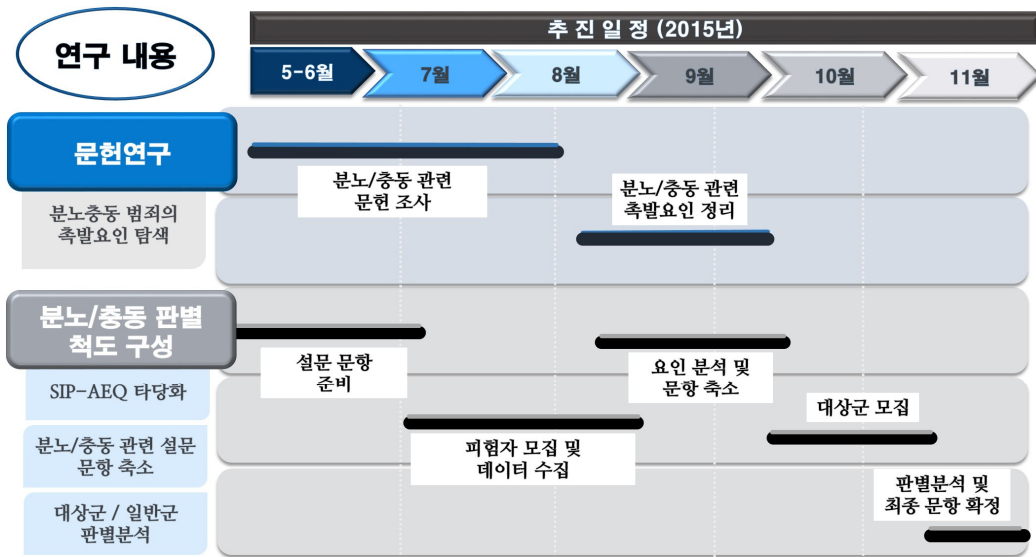 연구 내용
추 진 일 정 (2015년)
5-6월
7월
8월
9월
10월
11월
문헌연구
분노/충동 관련
문헌 조사
분노/충동 관련
촉발요인 정리
분노충동 범죄의
촉발요인 탐색
분노/충동 판별
척도 구성
설문 문항
준비
요인 분석 및
문항 축소
SIP-AEQ 타당화
대상군 모집
분노/충동 관련 설문
문항 축소
피험자 모집 및
데이터 수집
판별분석 및
최종 문항 확정
대상군 / 일반군
판별분석